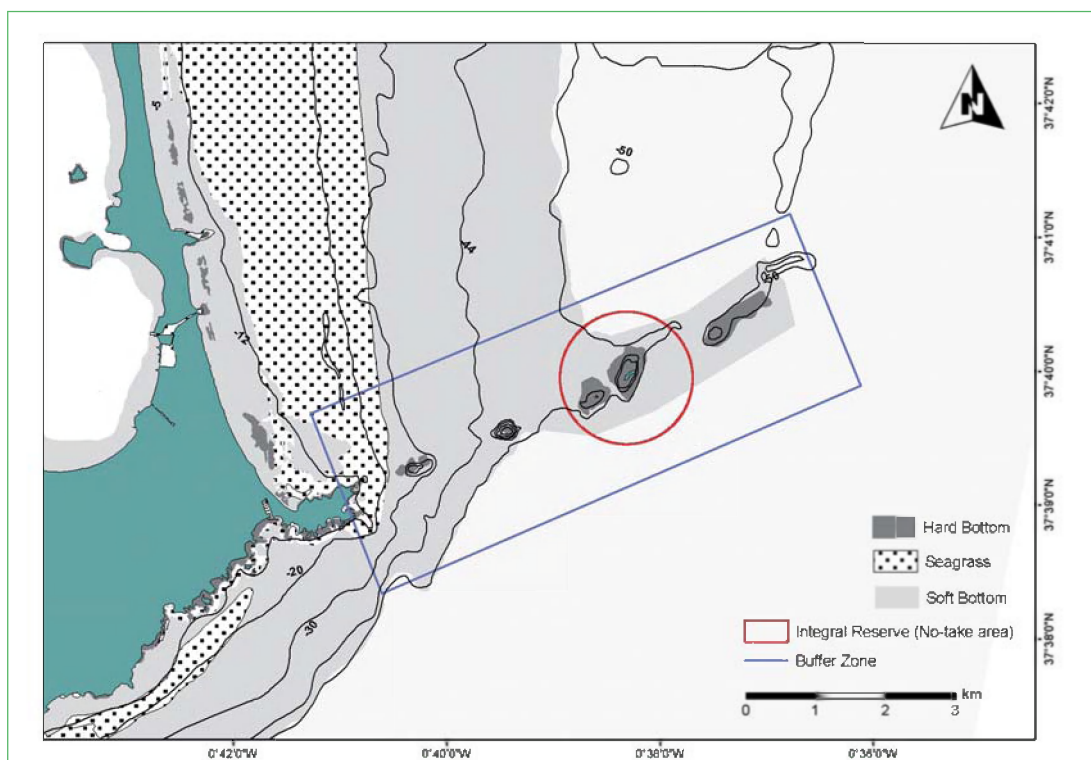 N
37°42'0"N
37°41'0"N
37°40'0"N
37°39'0"N
37°38'0"N
-5
-50
-44
-12
-50
-20
-30
Hard Bottom
Seagrass
Soft Bottom
Integral Reserve (No-take area)
Buffer Zone
km
0 1 2 3
0°42'0"W 0°40'0"W 0°38'0"W 0°36'0"W